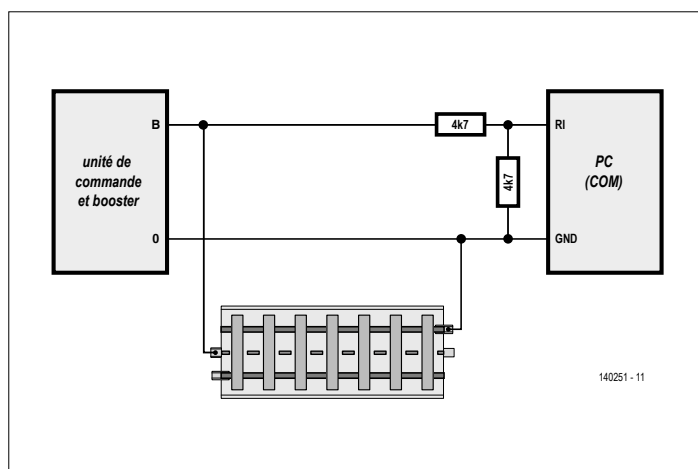 B
unité de
commande
et booster
0
4k7
4k7
RI
PC
(COM)
GND
140251 - 11